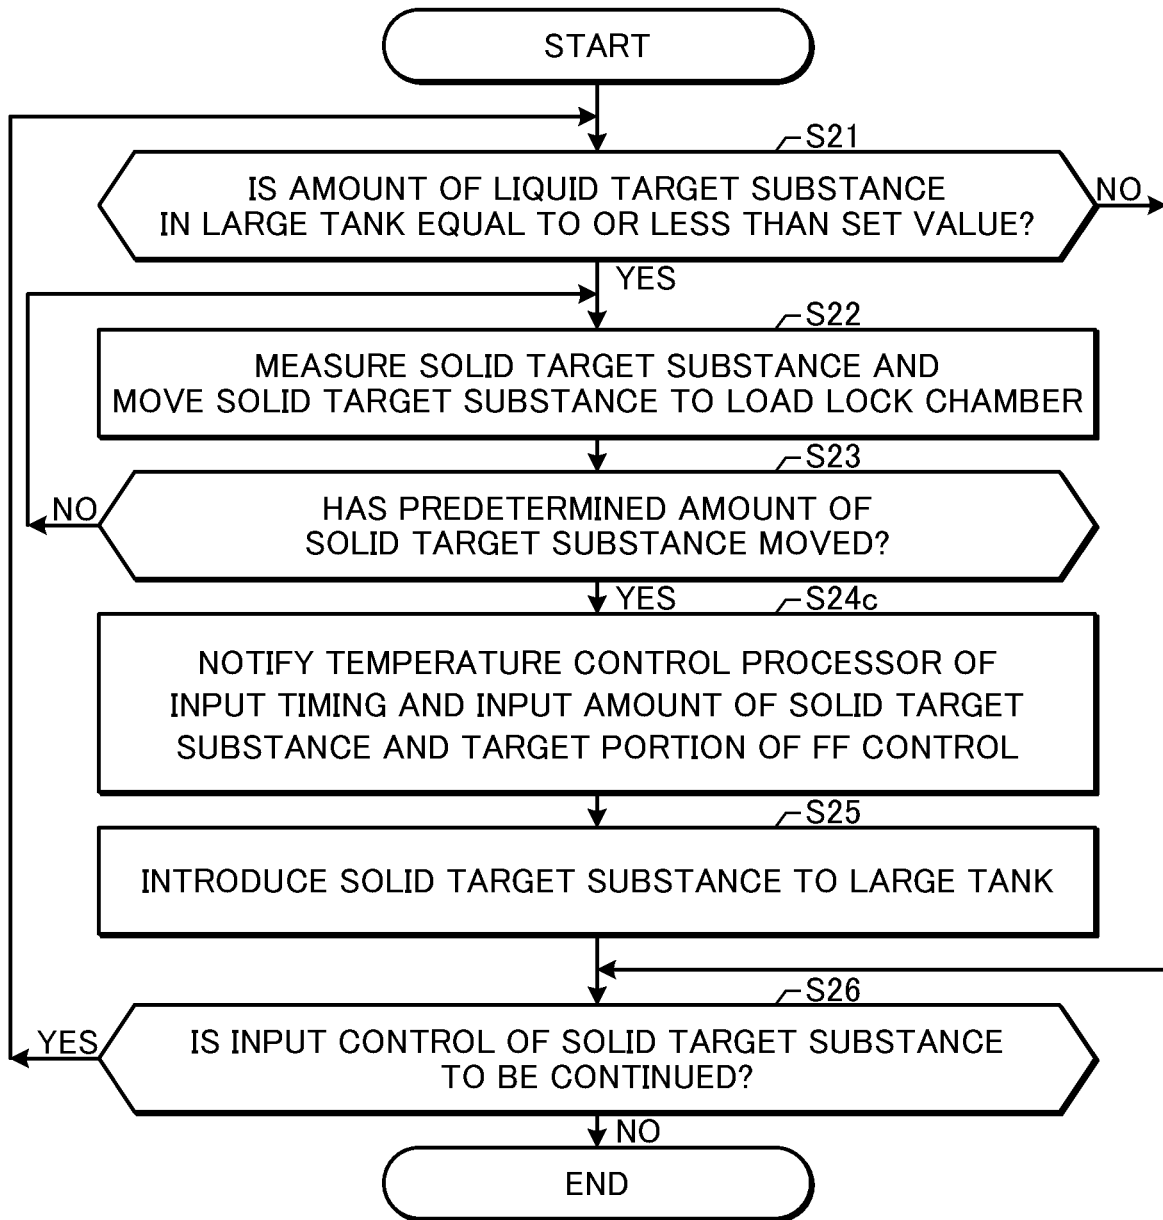 START
S21
IS AMOUNT OF LIQUID TARGET SUBSTANCE
IN LARGE TANK EQUAL TO OR LESS THAN SET VALUE?
NO
YES
S22
MEASURE SOLID TARGET SUBSTANCE AND
MOVE SOLID TARGET SUBSTANCE TO LOAD LOCK CHAMBER
S23
HAS PREDETERMINED AMOUNT OF
SOLID TARGET SUBSTANCE MOVED?
NO
YES
S24c
NOTIFY TEMPERATURE CONTROL PROCESSOR OF
INPUT TIMING AND INPUT AMOUNT OF SOLID TARGET
SUBSTANCE AND TARGET PORTION OF FF CONTROL
S25
INTRODUCE SOLID TARGET SUBSTANCE TO LARGE TANK
S26
YES
IS INPUT CONTROL OF SOLID TARGET SUBSTANCE
TO BE CONTINUED?
NO
END